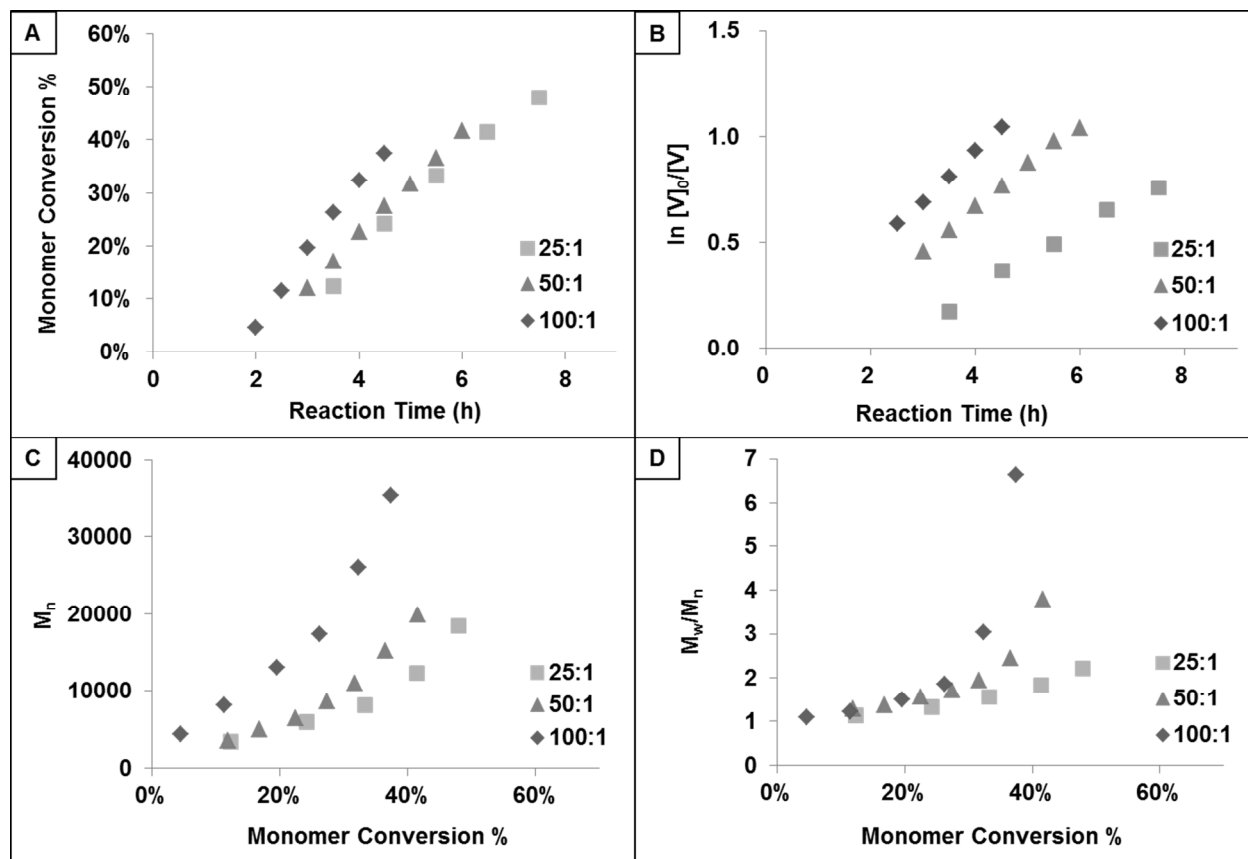 A
60%
50%
40%
30%
20%
10%
0%
Monomer Conversion %
0 2 4 6 8
Reaction Time (h)
25:1
50:1
100:1
B
1.5
1.0
0.5
0.0
ln [V]₀/[V]
0 2 4 6 8
Reaction Time (h)
25:1
50:1
100:1
C
40000
30000
20000
10000
0
Mₙ
0% 20% 40% 60%
Monomer Conversion %
25:1
50:1
100:1
D
7
6
5
4
3
2
1
0
M_w/Mₙ
0% 20% 40% 60%
Monomer Conversion %
25:1
50:1
100:1